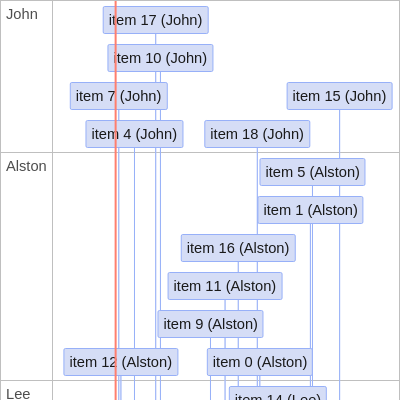 John
item 17 (John)
item 10 (John)
item 7 (John)
item 15 (John)
item 4 (John)
item 18 (John)
Alston
item 5 (Alston)
item 1 (Alston)
item 16 (Alston)
item 11 (Alston)
item 9 (Alston)
item 12 (Alston)
item 0 (Alston)
Lee
item 14 (Lee)